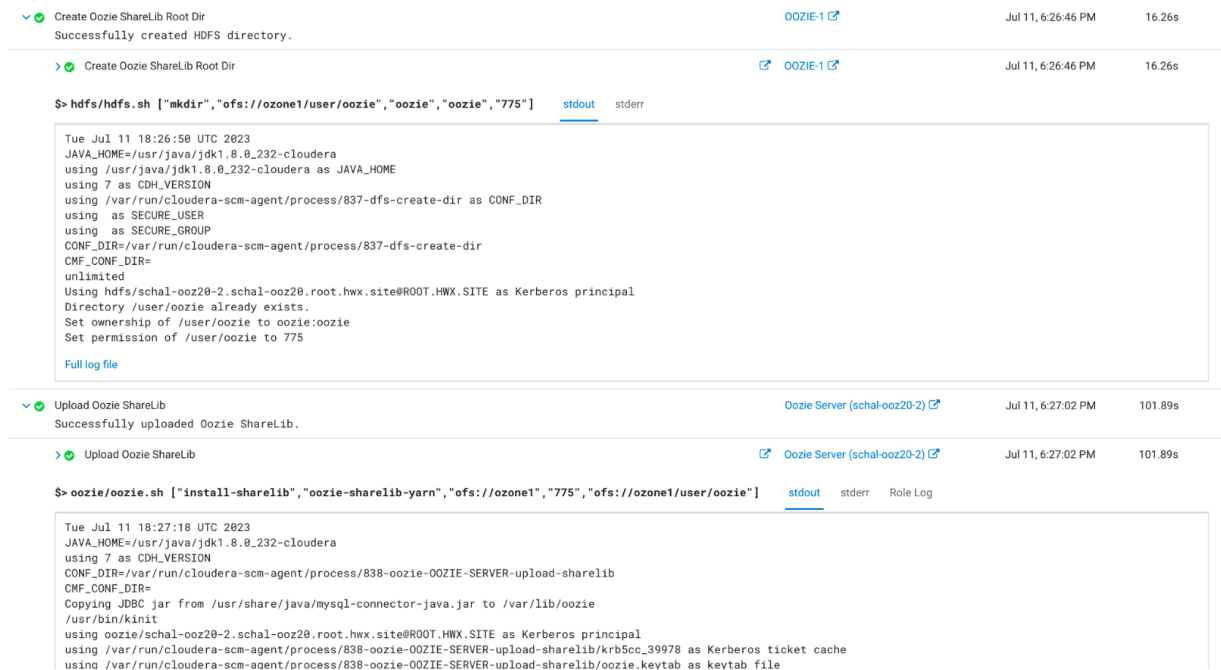 Create Oozie ShareLib Root Dir OOZIE-1 Jul 11, 6:26:46 PM 16.26s
Successfully created HDFS directory.
Create Oozie ShareLib Root Dir OOZIE-1 Jul 11, 6:26:46 PM 16.26s
$> hdfs/hdfs.sh ["mkdir","ofs://ozone1/user/oozie","oozie","oozie","775"] stdout stderr
Tue Jul 11 18:26:50 UTC 2023
JAVA_HOME=/usr/java/jdk1.8.0_232-cloudera
using /usr/java/jdk1.8.0_232-cloudera as JAVA_HOME
using 7 as CDH_VERSION
using /var/run/cloudera-scm-agent/process/837-dfs-create-dir as CONF_DIR
using  as SECURE_USER
using  as SECURE_GROUP
CONF_DIR=/var/run/cloudera-scm-agent/process/837-dfs-create-dir
CMF_CONF_DIR=
unlimited
Using hdfs/schal-ooz20-2.schal-ooz20.root.hwx.site@ROOT.HWX.SITE as Kerberos principal
Directory /user/oozie already exists.
Set ownership of /user/oozie to oozie:oozie
Set permission of /user/oozie to 775
Full log file
Upload Oozie ShareLib Oozie Server (schal-ooz20-2) Jul 11, 6:27:02 PM 101.89s
Successfully uploaded Oozie ShareLib.
Upload Oozie ShareLib Oozie Server (schal-ooz20-2) Jul 11, 6:27:02 PM 101.89s
$> oozie/oozie.sh ["install-sharelib","oozie-sharelib-yarn","ofs://ozone1","775","ofs://ozone1/user/oozie"] stdout stderr Role Log
Tue Jul 11 18:27:18 UTC 2023
JAVA_HOME=/usr/java/jdk1.8.0_232-cloudera
using 7 as CDH_VERSION
CONF_DIR=/var/run/cloudera-scm-agent/process/838-oozie-OOZIE-SERVER-upload-sharelib
CMF_CONF_DIR=
Copying JDBC jar from /usr/share/java/mysql-connector-java.jar to /var/lib/oozie
/usr/bin/kinit
using oozie/schal-ooz20-2.schal-ooz20.root.hwx.site@ROOT.HWX.SITE as Kerberos principal
using /var/run/cloudera-scm-agent/process/838-oozie-OOZIE-SERVER-upload-sharelib/krb5cc_39978 as Kerberos ticket cache
using /var/run/cloudera-scm-agent/process/838-oozie-OOZIE-SERVER-upload-sharelib/oozie.keytab as keytab file